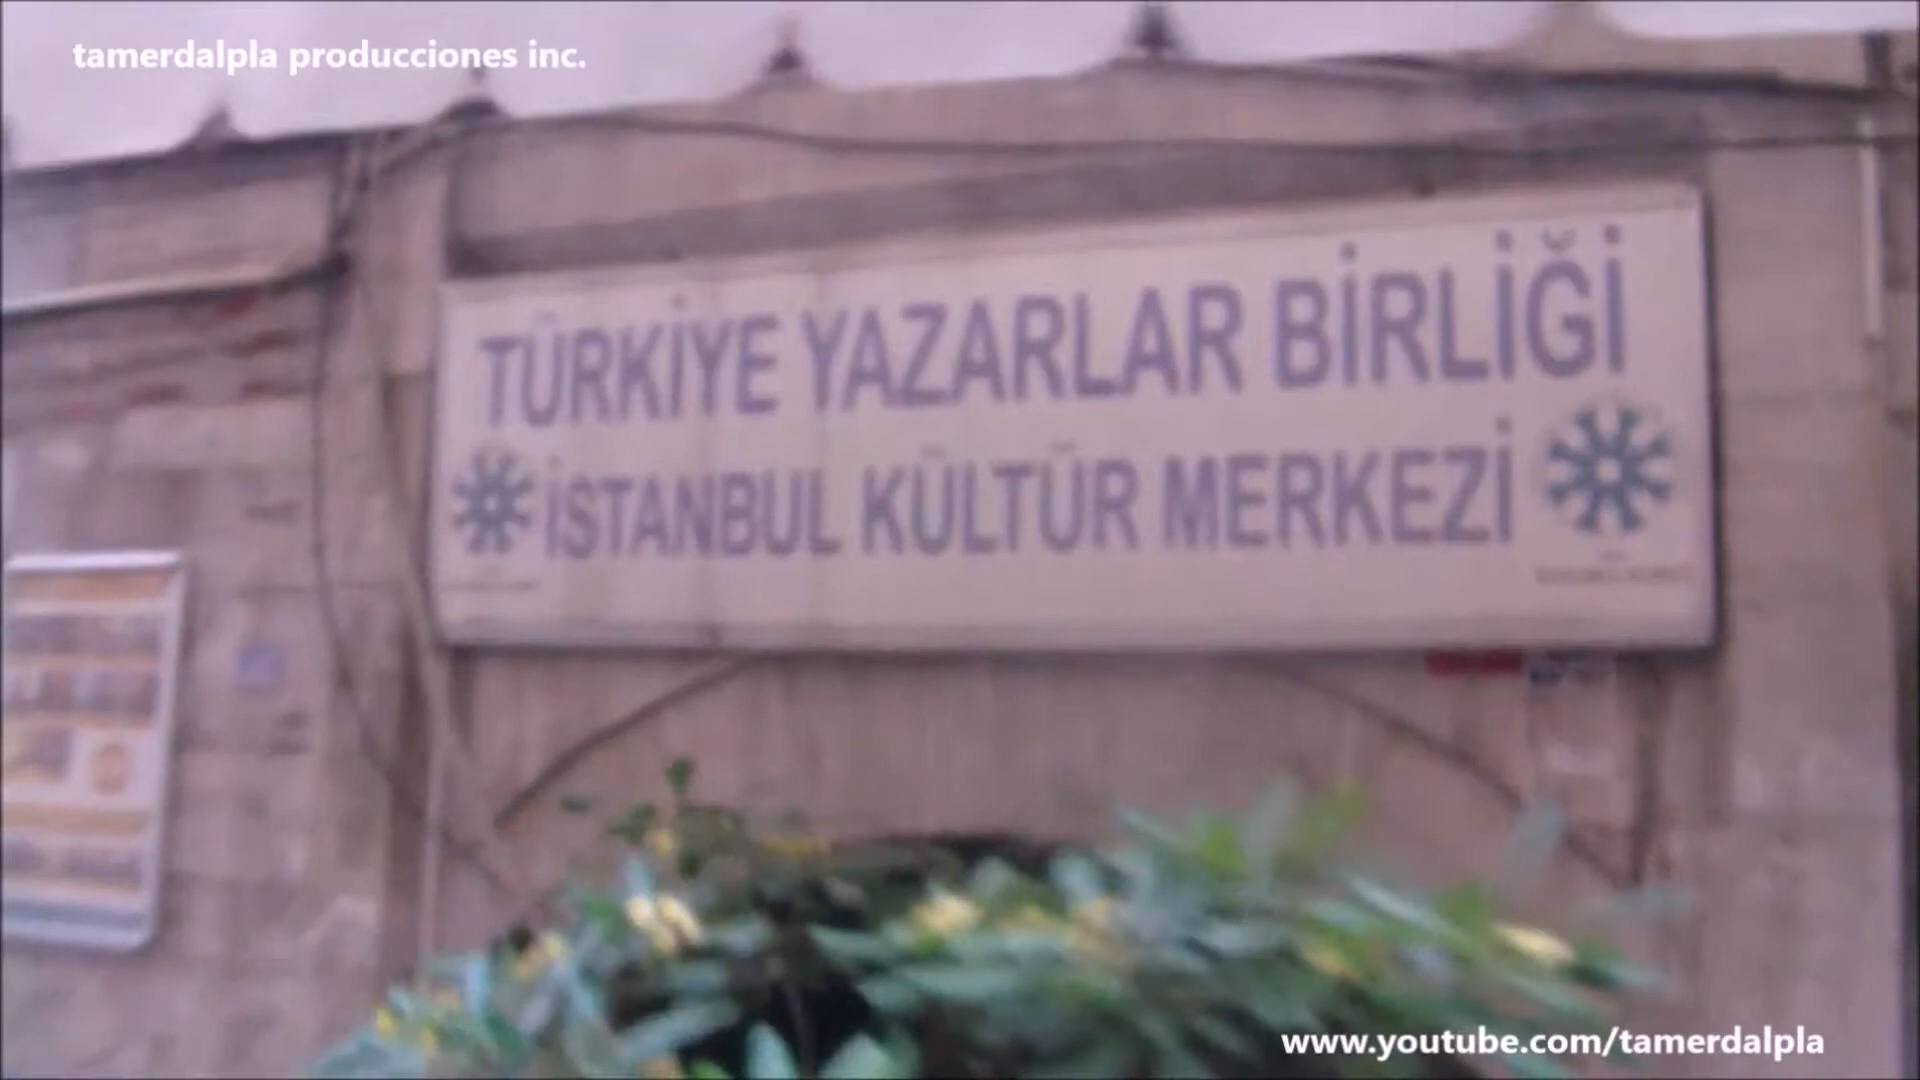 tamerdalpla producciones inc.
TÜRKİYE YAZARLAR BİRLİĞİ
İSTANBUL KÜLTÜR MERKEZİ
www.youtube.com/tamerdalpla